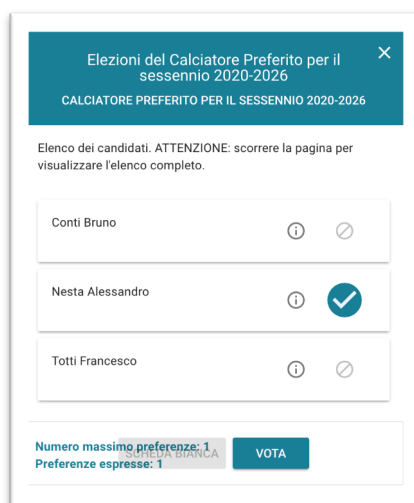 Elezioni del Calciatore Preferito per il
sessennio 2020-2026
CALCIATORE PREFERITO PER IL SESSENNIO 2020-2026
Elenco dei candidati. ATTENZIONE: scorrere la pagina per
visualizzare l'elenco completo.
Conti Bruno
Nesta Alessandro
Totti Francesco
Numero massimo preferenze: 1
SCHEDA BIANCA
VOTA
Preferenze espresse: 1